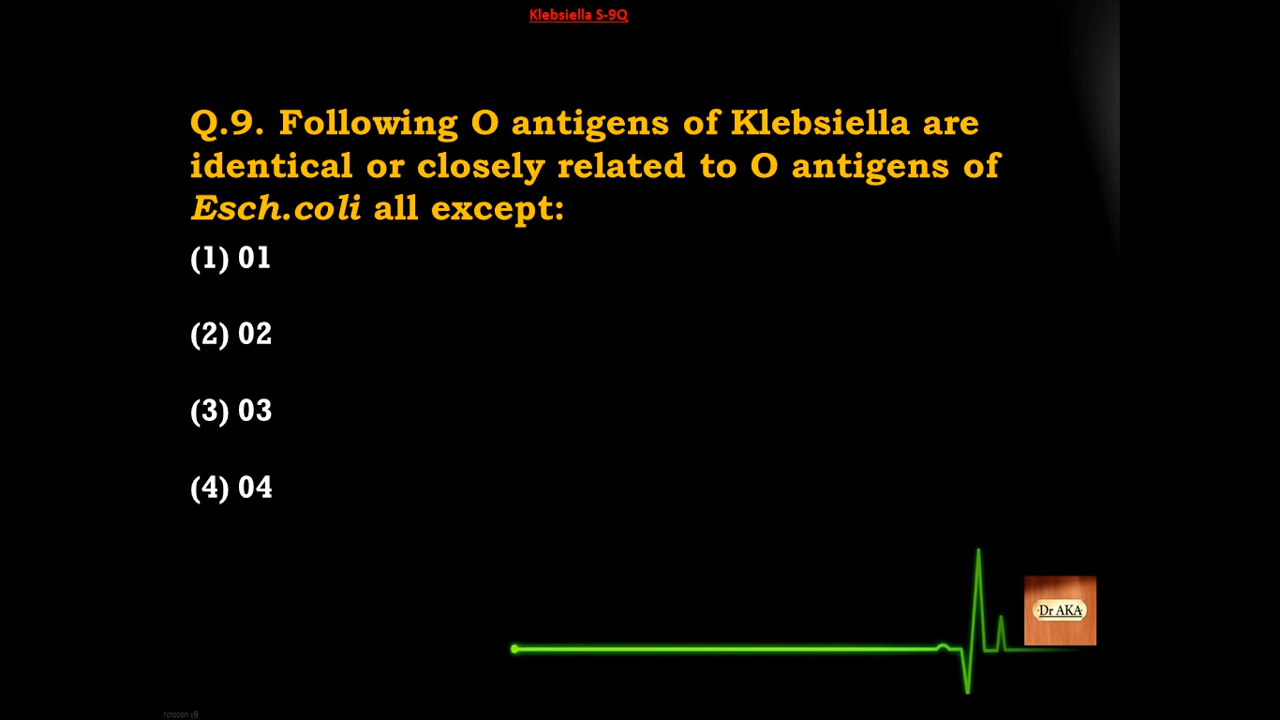 Klebsiella S-9Q
Q.9. Following O antigens of Klebsiella are
identical or closely related to O antigens of
Esch.coli all except:
(1) 01
(2) 02
(3) 03
(4) 04
Dr AKA